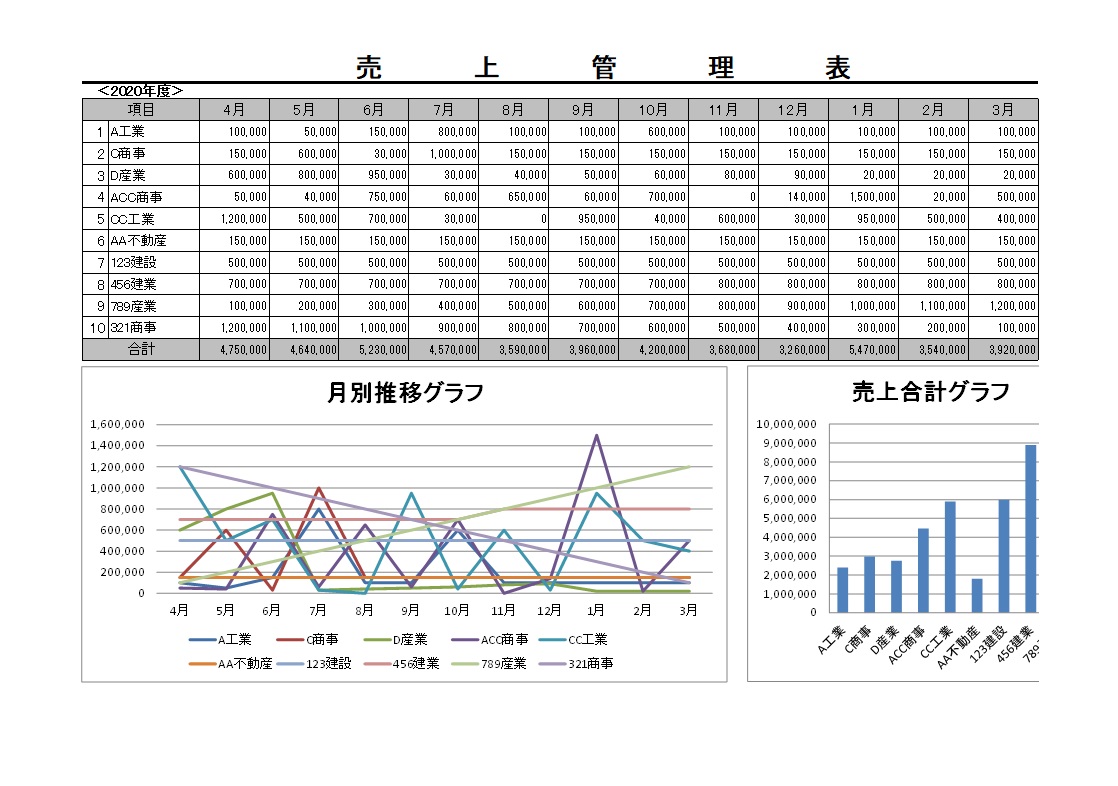 売上管理表
＜2020年度＞
項目 4月 5月 6月 7月 8月 9月 10月 11月 12月 1月 2月 3月
1 A工業 100,000 50,000 150,000 800,000 100,000 100,000 600,000 100,000 100,000 100,000 100,000 100,000
2 C商事 150,000 600,000 30,000 1,000,000 150,000 150,000 150,000 150,000 150,000 150,000 150,000 150,000
3 D産業 600,000 800,000 950,000 30,000 40,000 50,000 60,000 80,000 90,000 20,000 20,000 20,000
4 ACC商事 50,000 40,000 750,000 60,000 650,000 60,000 700,000 0 140,000 1,500,000 20,000 500,000
5 CC工業 1,200,000 500,000 700,000 30,000 0 950,000 40,000 600,000 30,000 950,000 500,000 400,000
6 AA不動産 150,000 150,000 150,000 150,000 150,000 150,000 150,000 150,000 150,000 150,000 150,000 150,000
7 123建設 500,000 500,000 500,000 500,000 500,000 500,000 500,000 500,000 500,000 500,000 500,000 500,000
8 456建業 700,000 700,000 700,000 700,000 700,000 700,000 700,000 800,000 800,000 800,000 800,000 800,000
9 789産業 100,000 200,000 300,000 400,000 500,000 600,000 700,000 800,000 900,000 1,000,000 1,100,000 1,200,000
10 321商事 1,200,000 1,100,000 1,000,000 900,000 800,000 700,000 600,000 500,000 400,000 300,000 200,000 100,000
合計 4,750,000 4,640,000 5,230,000 4,570,000 3,590,000 3,960,000 4,200,000 3,680,000 3,260,000 5,470,000 3,540,000 3,920,000
月別推移グラフ
1,600,000
1,400,000
1,200,000
1,000,000
800,000
600,000
400,000
200,000
0
4月 5月 6月 7月 8月 9月 10月 11月 12月 1月 2月 3月
A工業 C商事 D産業 ACC商事 CC工業
AA不動産 123建設 456建業 789産業 321商事
売上合計グラフ
10,000,000
9,000,000
8,000,000
7,000,000
6,000,000
5,000,000
4,000,000
3,000,000
2,000,000
1,000,000
0
A工業 C商事 D産業 ACC商事 CC工業 AA不動産 123建設 456建業